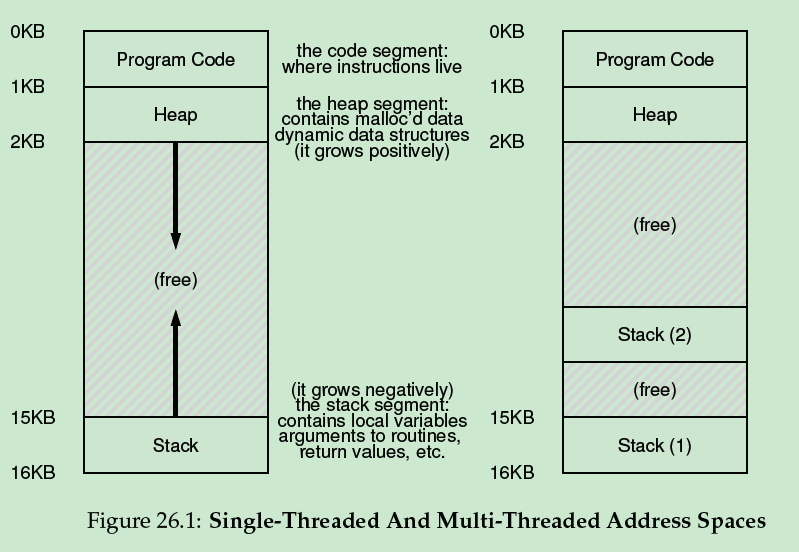 0KB
Program Code
1KB
Heap
2KB
(free)
15KB
Stack
16KB
the code segment:
where instructions live
the heap segment:
contains malloc'd data
dynamic data structures
(it grows positively)
(it grows negatively)
the stack segment:
contains local variables
arguments to routines,
return values, etc.
0KB
Program Code
1KB
Heap
2KB
(free)
Stack (2)
(free)
15KB
Stack (1)
16KB
Figure 26.1: Single-Threaded And Multi-Threaded Address Spaces